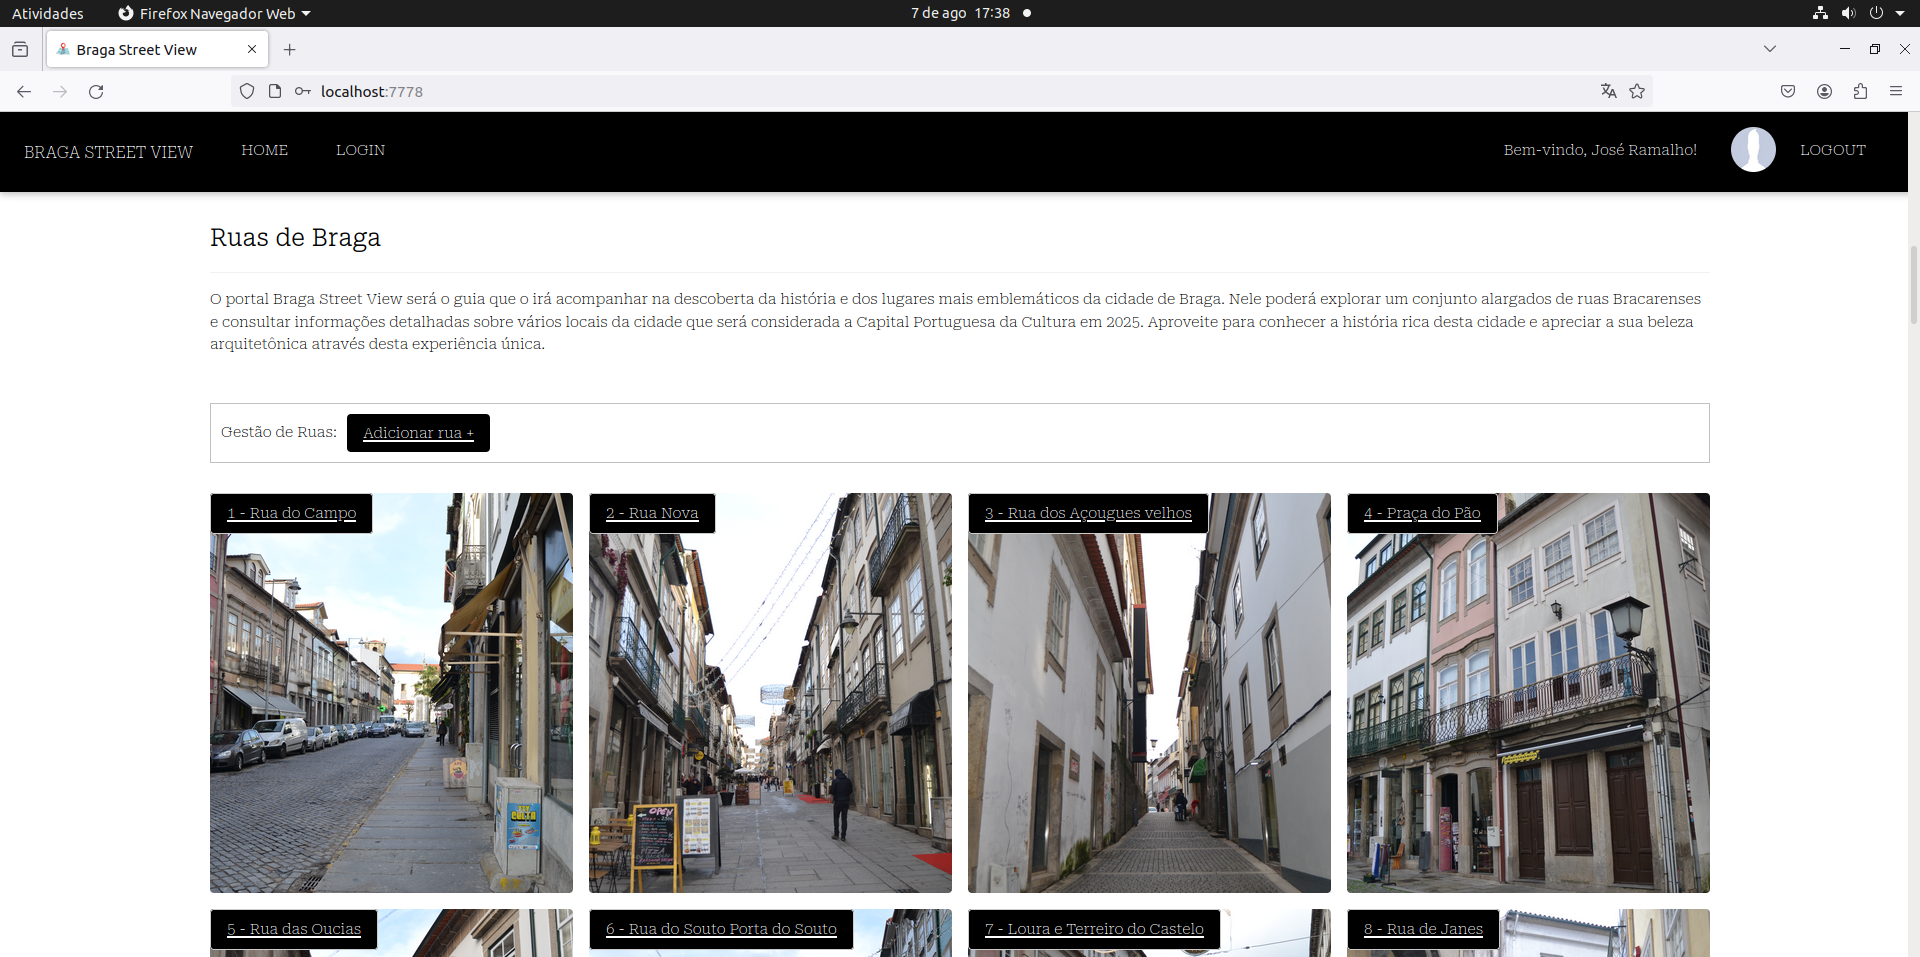 Atividades
Firefox Navegador Web
7 de ago 17:38
Braga Street View
localhost:7778
BRAGA STREET VIEW
HOME
LOGIN
Bem-vindo, José Ramalho!
LOGOUT
Ruas de Braga
O portal Braga Street View será o guia que o irá acompanhar na descoberta da história e dos lugares mais emblemáticos da cidade de Braga. Nele poderá explorar um conjunto alargados de ruas Bracarenses
e consultar informações detalhadas sobre vários locais da cidade que será considerada a Capital Portuguesa da Cultura em 2025. Aproveite para conhecer a história rica desta cidade e apreciar a sua beleza
arquitetônica através desta experiência única.
Gestão de Ruas:
Adicionar rua +
1 - Rua do Campo
2 - Rua Nova
3 - Rua dos Açougues velhos
4 - Praça do Pão
OPEN
PIZZA
5 - Rua das Oucias
6 - Rua do Souto Porta do Souto
7 - Loura e Terreiro do Castelo
8 - Rua de Janes